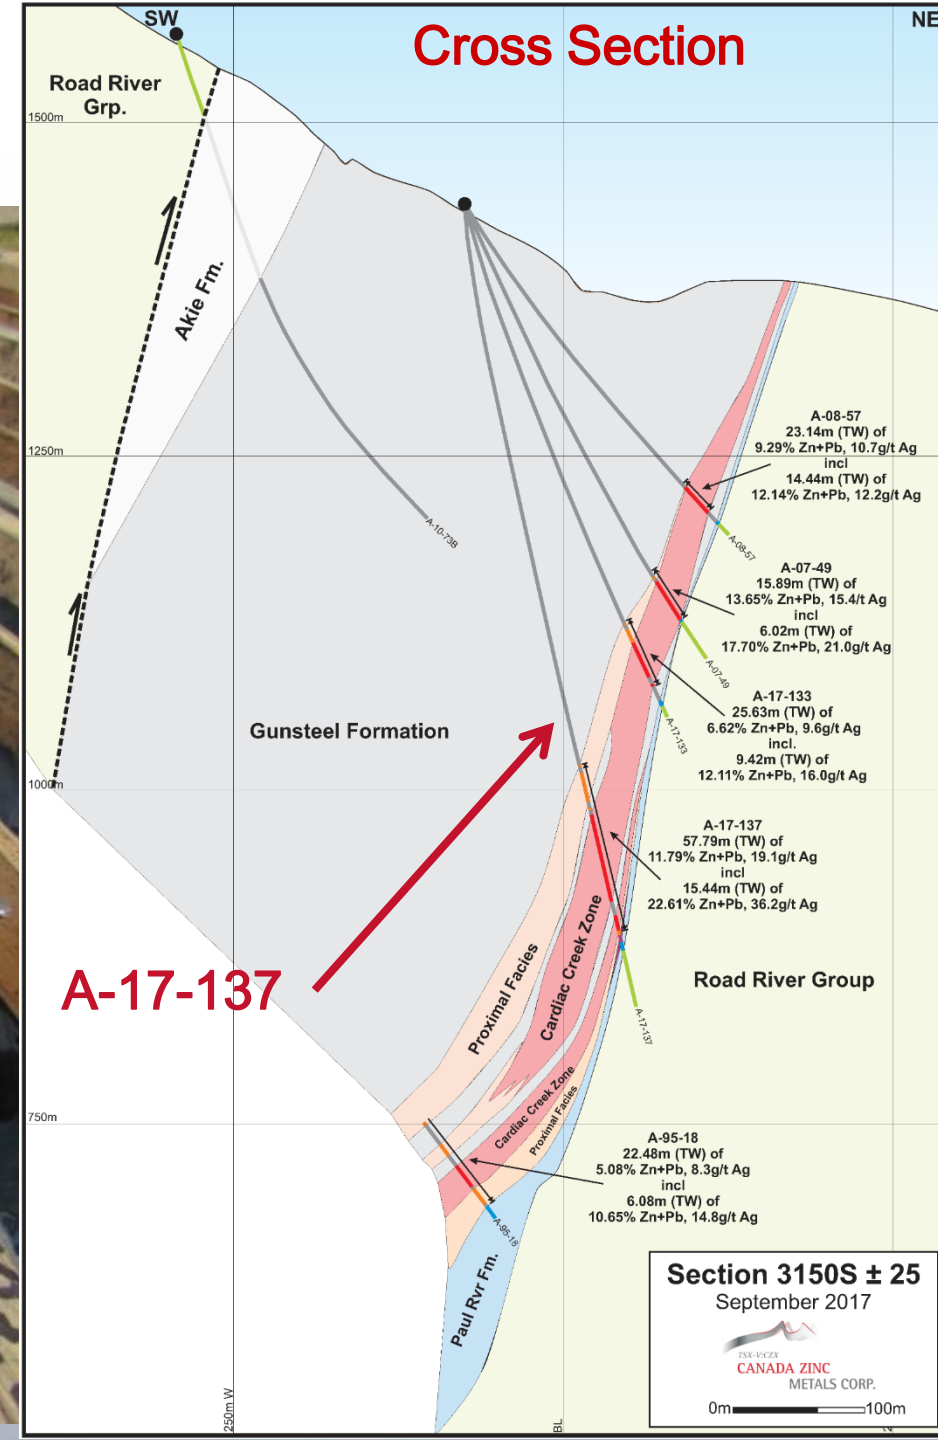 SW
Cross Section
NE
Road River
Grp.
1500m
Akie Fm.
1250m
A-10-73B
A-08-57
23.14m (TW) of
9.29% Zn+Pb, 10.7g/t Ag
incl
14.44m (TW) of
12.14% Zn+Pb, 12.2g/t Ag
A-08-57
A-07-49
15.89m (TW) of
13.65% Zn+Pb, 15.4/t Ag
incl
6.02m (TW) of
17.70% Zn+Pb, 21.0g/t Ag
A-07-49
A-17-133
25.63m (TW) of
6.62% Zn+Pb, 9.6g/t Ag
incl.
9.42m (TW) of
12.11% Zn+Pb, 16.0g/t Ag
A-17-133
Gunsteel Formation
1000m
A-17-137
57.79m (TW) of
11.79% Zn+Pb, 19.1g/t Ag
incl
15.44m (TW) of
22.61% Zn+Pb, 36.2g/t Ag
A-17-137
Proximal Facies
Cardiac Creek Zone
Road River Group
A-17-137
750m
Cardiac Creek Zone
Proximal Facies
A-95-18
22.48m (TW) of
5.08% Zn+Pb, 8.3g/t Ag
incl
6.08m (TW) of
10.65% Zn+Pb, 14.8g/t Ag
A-95-18
Paul Rvr Fm.
Section 3150S ± 25
September 2017
TSX-V:CZX
CANADA ZINC
METALS CORP.
0m
100m
250m W
BL